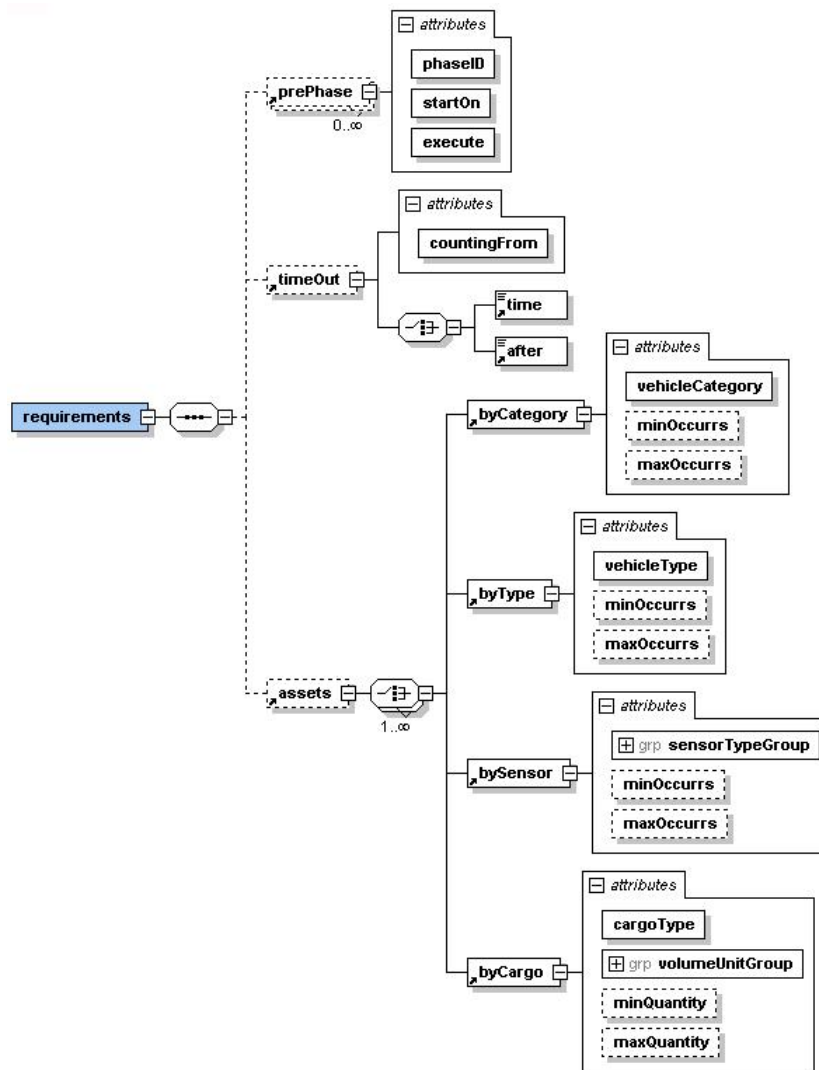 attributes
phaseID
prePhase
startOn
0..∞
execute
attributes
countingFrom
timeOut
time
after
attributes
vehicleCategory
requirements
byCategory
minOccurrs
maxOccurrs
attributes
vehicleType
byType
minOccurrs
maxOccurrs
assets
1..∞
attributes
grp sensorTypeGroup
bySensor
minOccurrs
maxOccurrs
attributes
cargoType
grp volumeUnitGroup
byCargo
minQuantity
maxQuantity